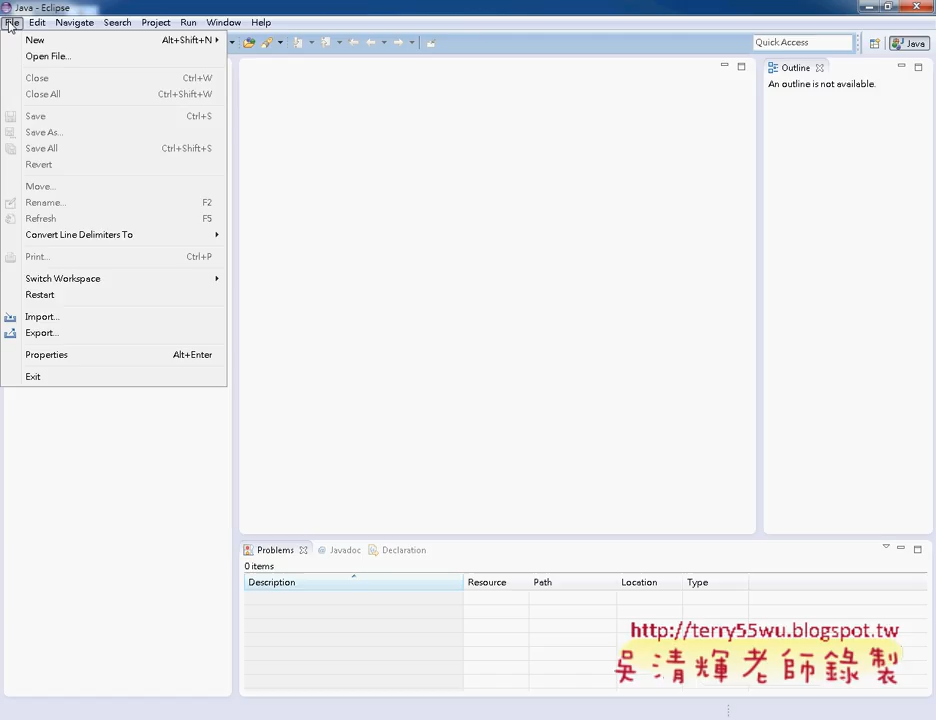 Java - Eclipse
File Edit Navigate Search Project Run Window Help
New Alt+Shift+N
Open File...
Close Ctrl+W
Close All Ctrl+Shift+W
Save Ctrl+S
Save As...
Save All Ctrl+Shift+S
Revert
Move...
Rename... F2
Refresh F5
Convert Line Delimiters To
Print... Ctrl+P
Switch Workspace
Restart
Import...
Export...
Properties Alt+Enter
Exit
Quick Access
Java
Outline
An outline is not available.
Problems @ Javadoc Declaration
0 items
Description Resource Path Location Type
http://terry55wu.blogspot.tw
吳清輝老師錄製